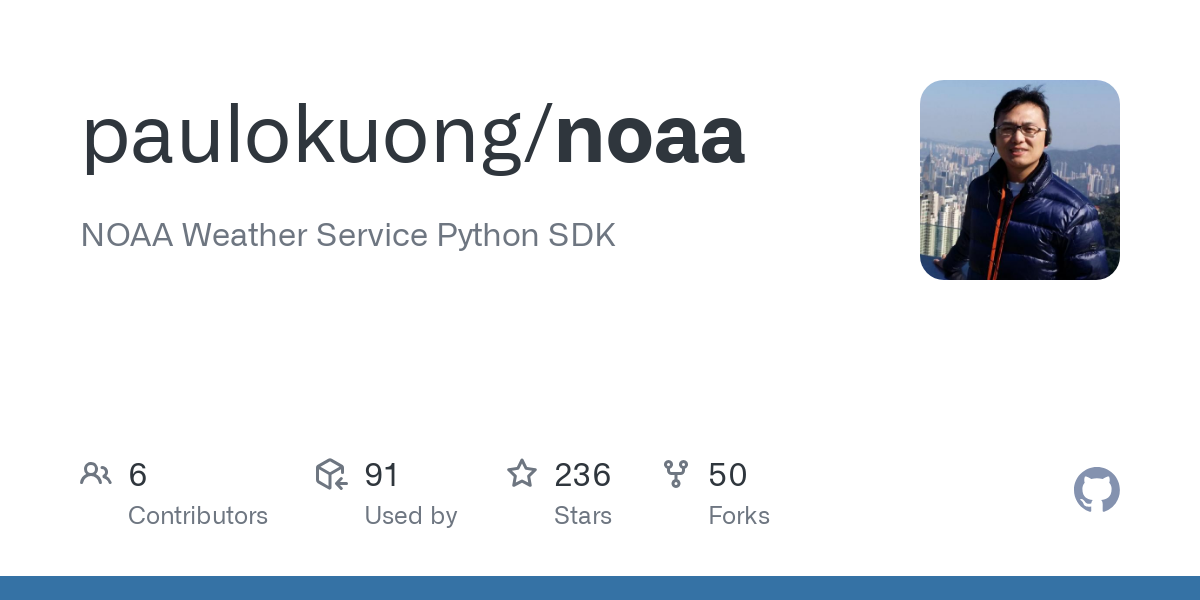 paulokuong/noaa
NOAA Weather Service Python SDK
6
Contributors
91
Used by
236
Stars
50
Forks